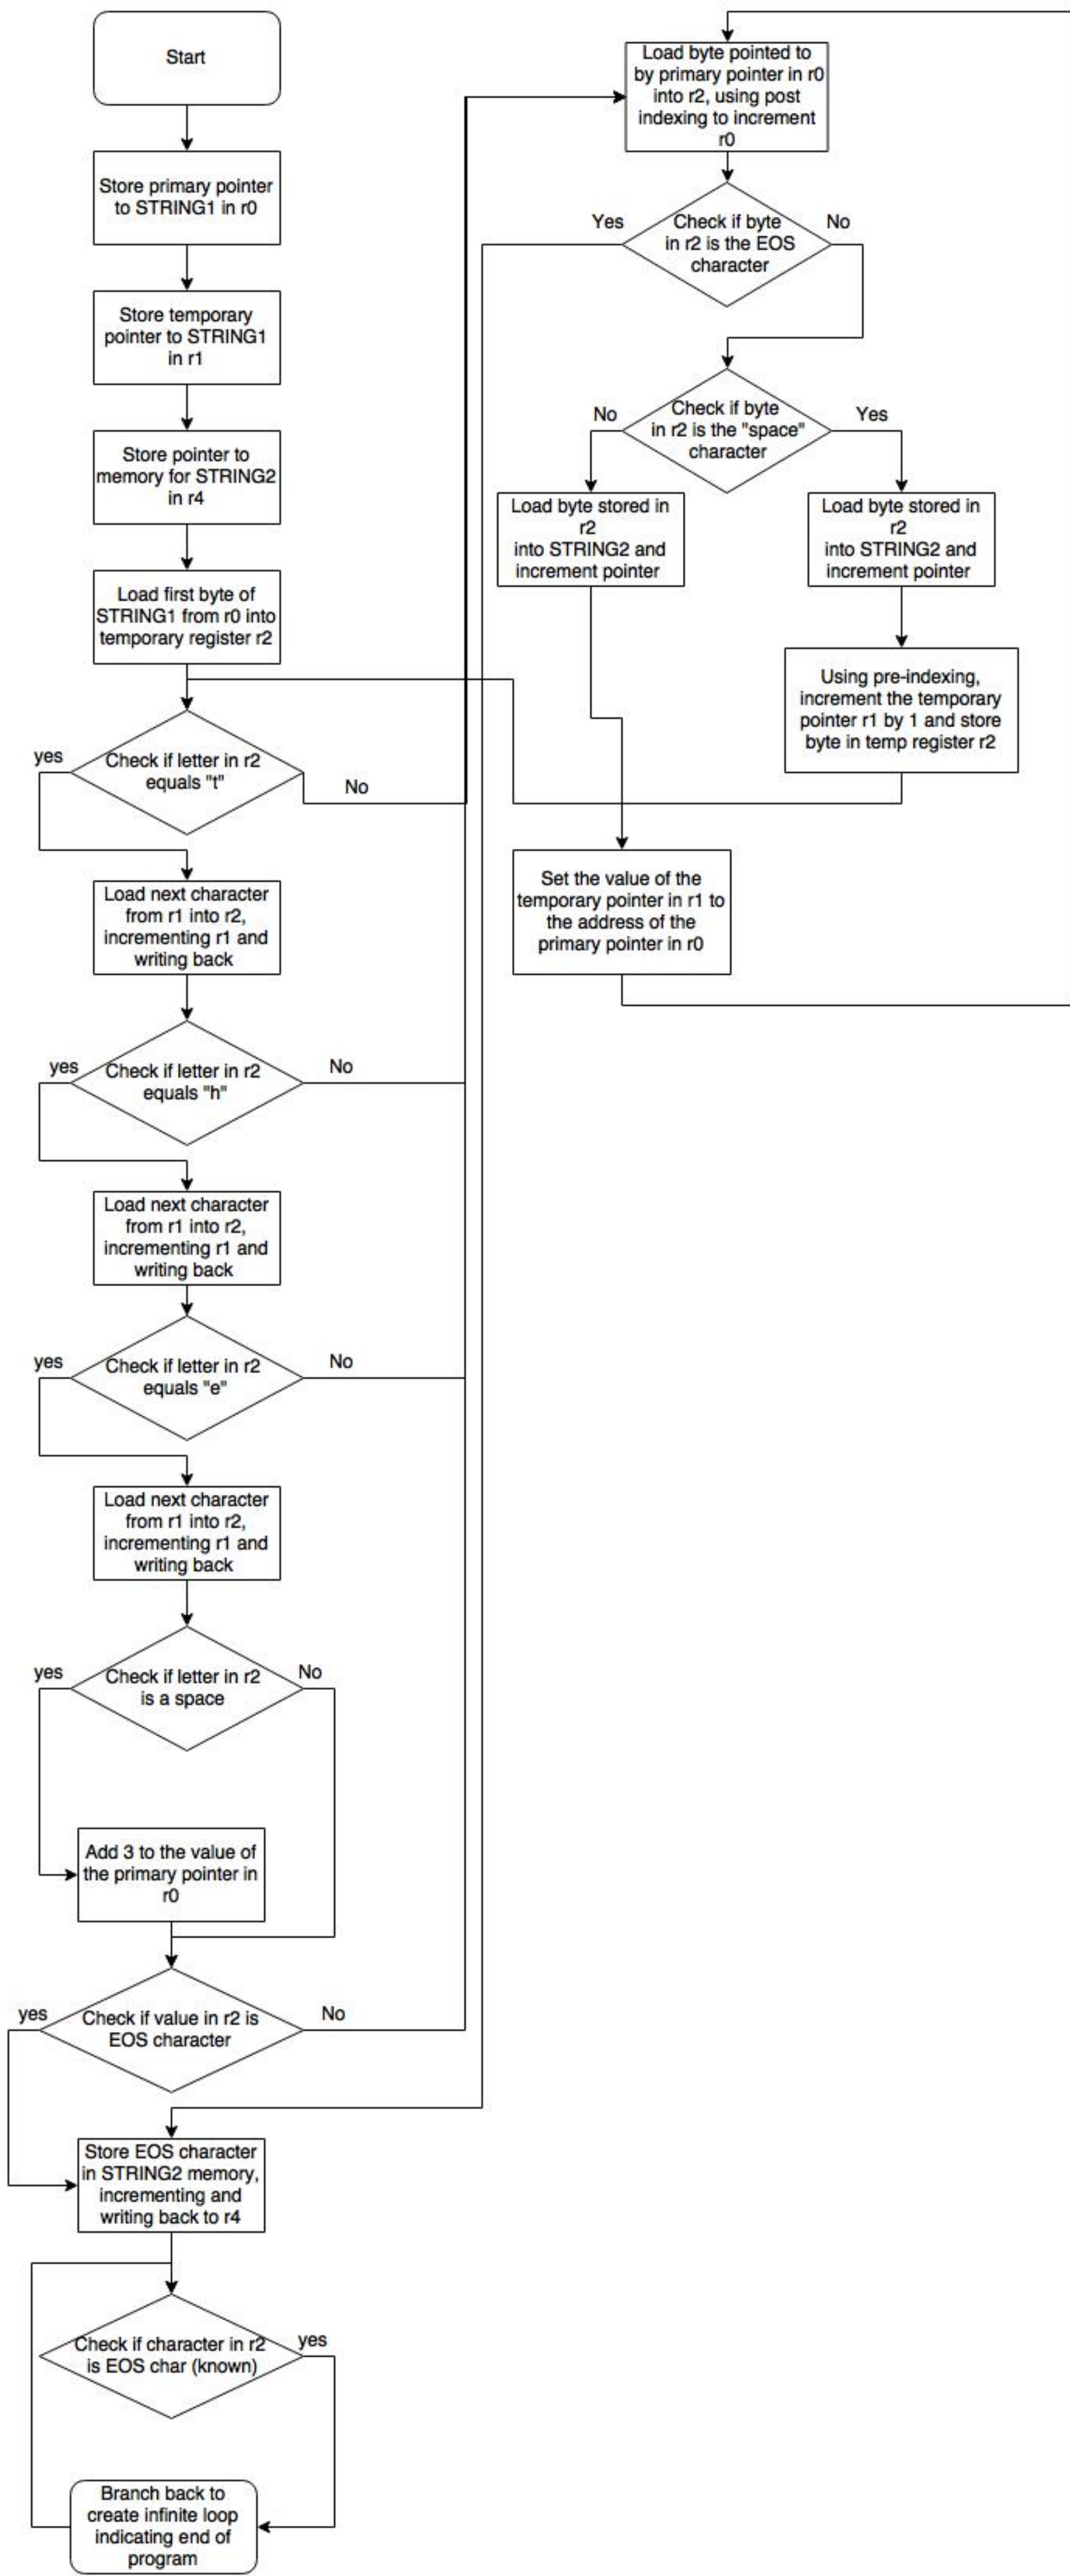 Start
Store primary pointer
to STRING1 in r0
Store temporary
pointer to STRING1
in r1
Store pointer to
memory for STRING2
in r4
Load first byte of
STRING1 from r0 into
temporary register r2
yes
Check if letter in r2
equals "t"
No
Load next character
from r1 into r2,
incrementing r1 and
writing back
yes
Check if letter in r2
equals "h"
No
Load next character
from r1 into r2,
incrementing r1 and
writing back
yes
Check if letter in r2
equals "e"
No
Load next character
from r1 into r2,
incrementing r1 and
writing back
yes
Check if letter in r2
is a space
No
Add 3 to the value of
the primary pointer in
r0
yes
Check if value in r2 is
EOS character
No
Store EOS character
in STRING2 memory,
incrementing and
writing back to r4
Check if character in r2
is EOS char (known)
yes
Branch back to
create infinite loop
indicating end of
program
Load byte pointed to
by primary pointer in r0
into r2, using post
indexing to increment
r0
Yes
Check if byte
in r2 is the EOS
character
No
No
Check if byte
in r2 is the "space"
character
Yes
Load byte stored in
r2
into STRING2 and
increment pointer
Load byte stored in
r2
into STRING2 and
increment pointer
Using pre-indexing,
increment the temporary
pointer r1 by 1 and store
byte in temp register r2
Set the value of the
temporary pointer in r1 to
the address of the
primary pointer in r0